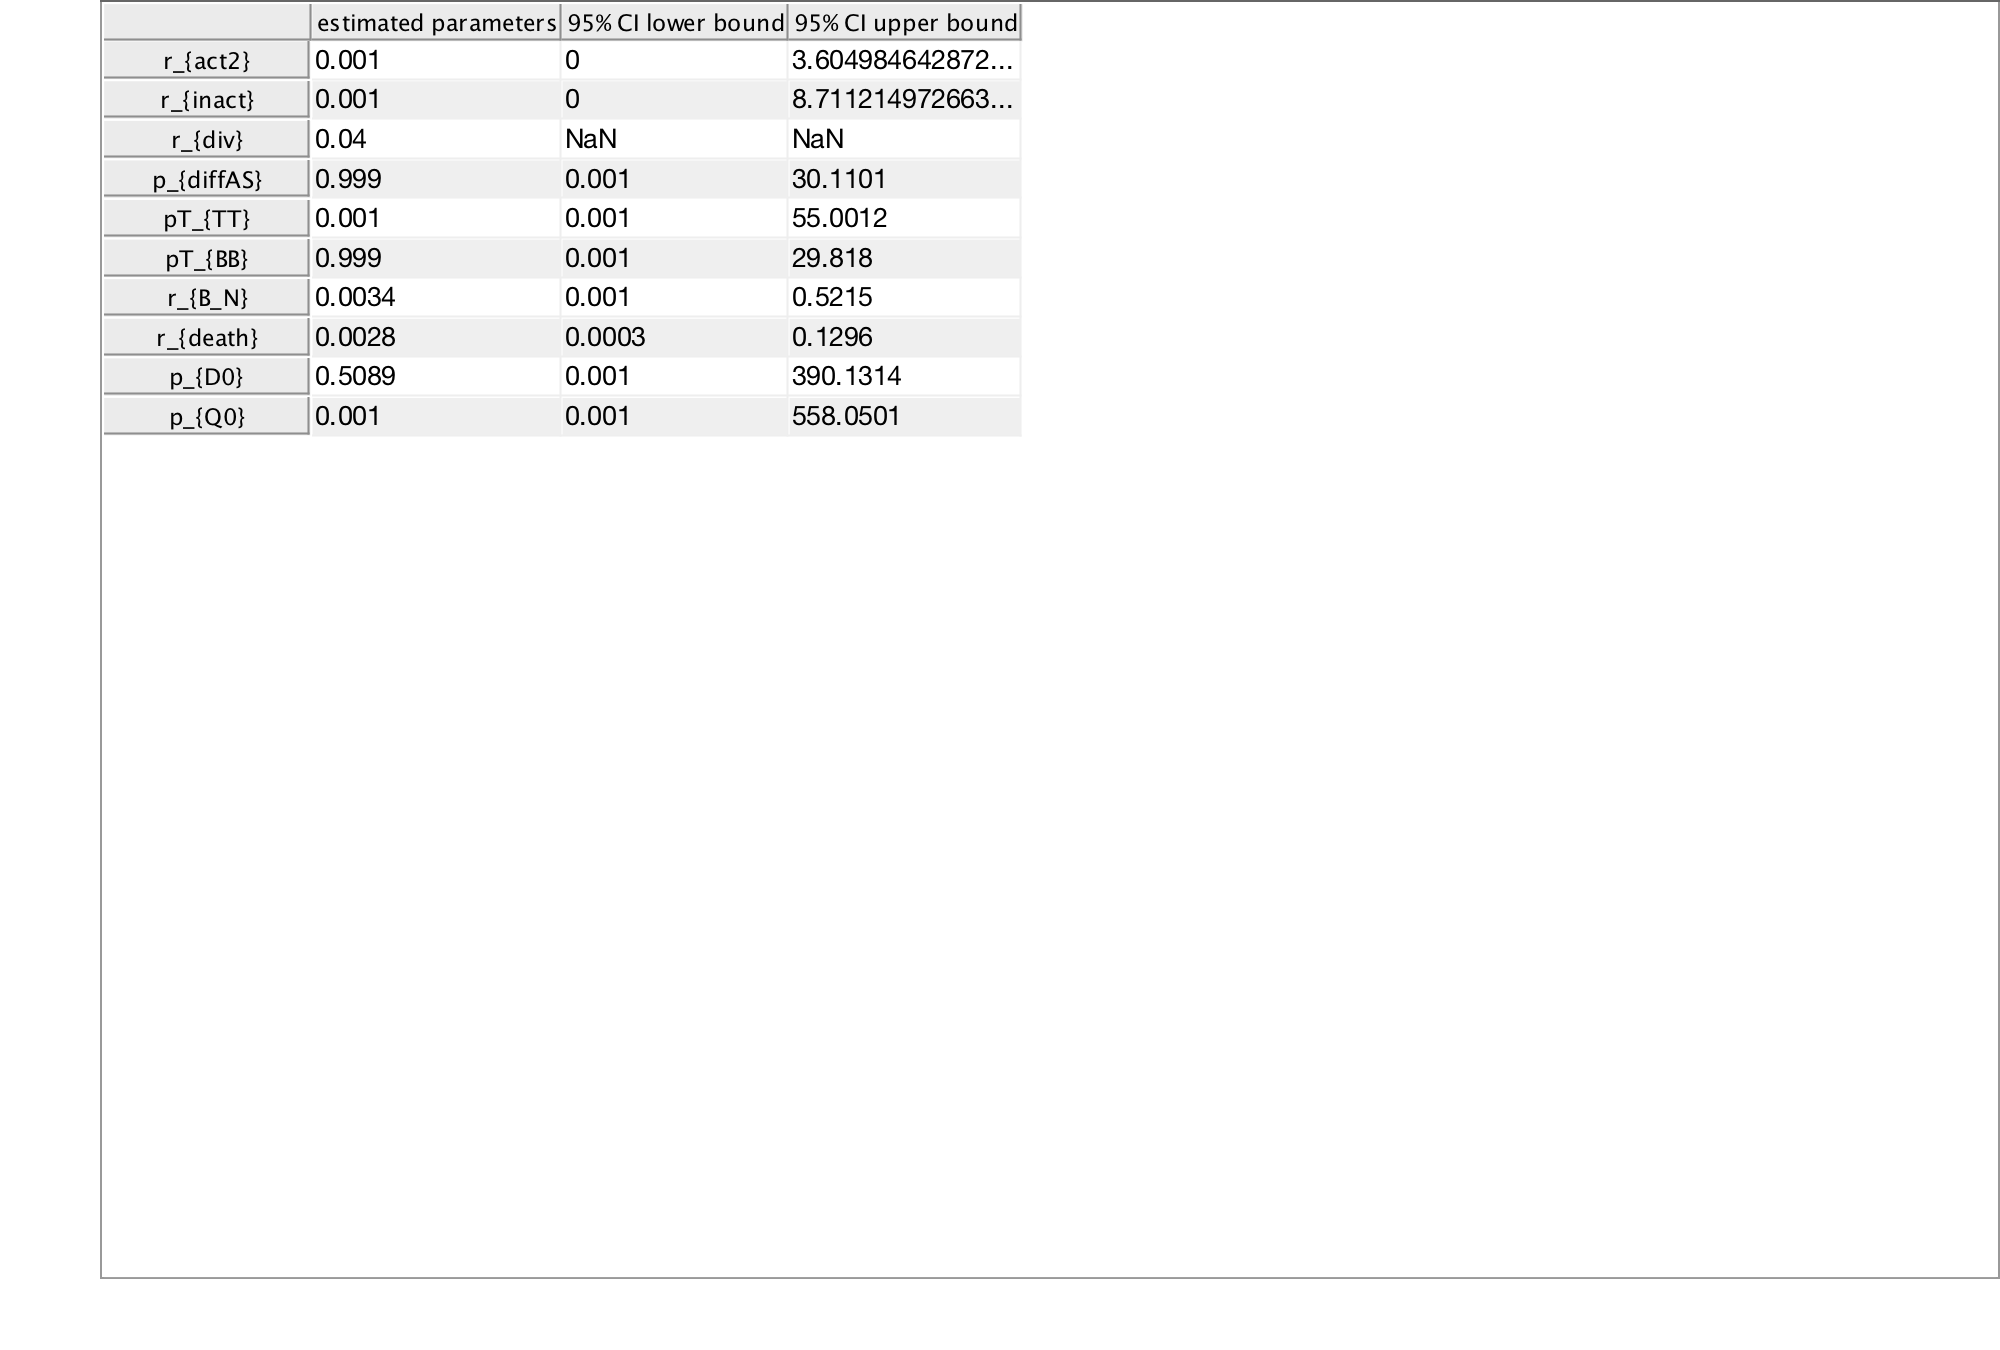 estimated parameters 95% CI lower bound 95% CI upper bound
r_{act2} 0.001 0 3.604984642872...
r_{inact} 0.001 0 8.711214972663...
r_{div} 0.04 NaN NaN
p_{diffAS} 0.999 0.001 30.1101
pT_{TT} 0.001 0.001 55.0012
pT_{BB} 0.999 0.001 29.818
r_{B_N} 0.0034 0.001 0.5215
r_{death} 0.0028 0.0003 0.1296
p_{D0} 0.5089 0.001 390.1314
p_{Q0} 0.001 0.001 558.0501